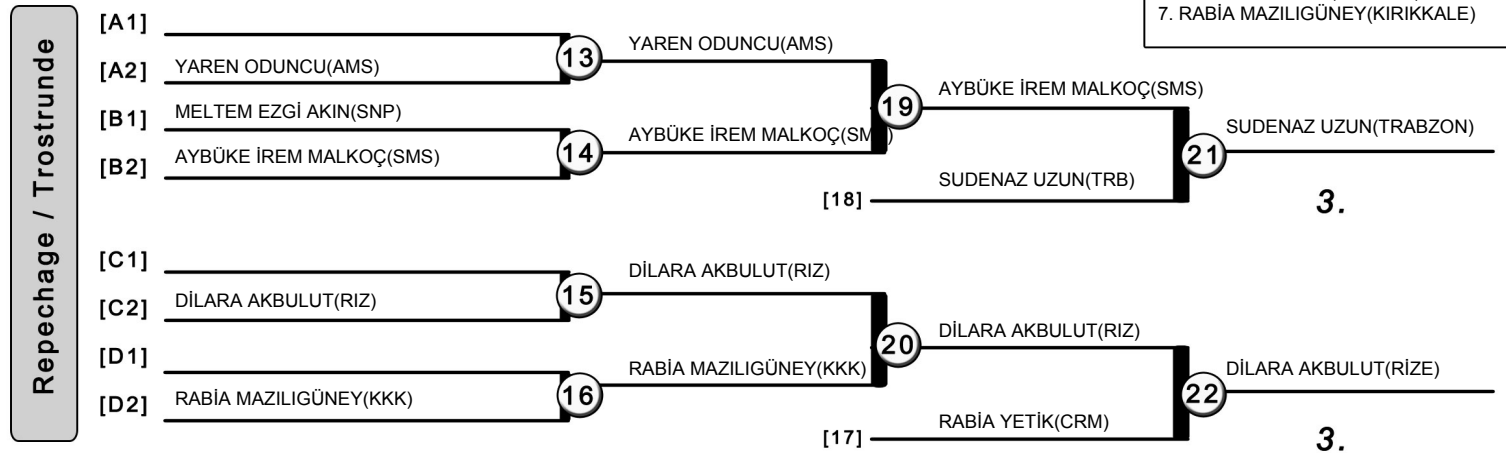 7. RABİA MAZILIGÜNEY(KIRIKKALE)
Repechage / Trostrunde
[A1]
[A2] YAREN ODUNCU(AMS)
13
YAREN ODUNCU(AMS)
[B1] MELTEM EZGİ AKIN(SNP)
[B2] AYBÜKE İREM MALKOÇ(SMS)
14
AYBÜKE İREM MALKOÇ(SMS)
19
AYBÜKE İREM MALKOÇ(SMS)
[18] SUDENAZ UZUN(TRB)
21
SUDENAZ UZUN(TRABZON)
3.
[C1]
[C2] DİLARA AKBULUT(RIZ)
15
DİLARA AKBULUT(RIZ)
[D1]
[D2] RABİA MAZILIGÜNEY(KKK)
16
RABİA MAZILIGÜNEY(KKK)
20
DİLARA AKBULUT(RIZ)
[17] RABİA YETİK(CRM)
22
DİLARA AKBULUT(RİZE)
3.